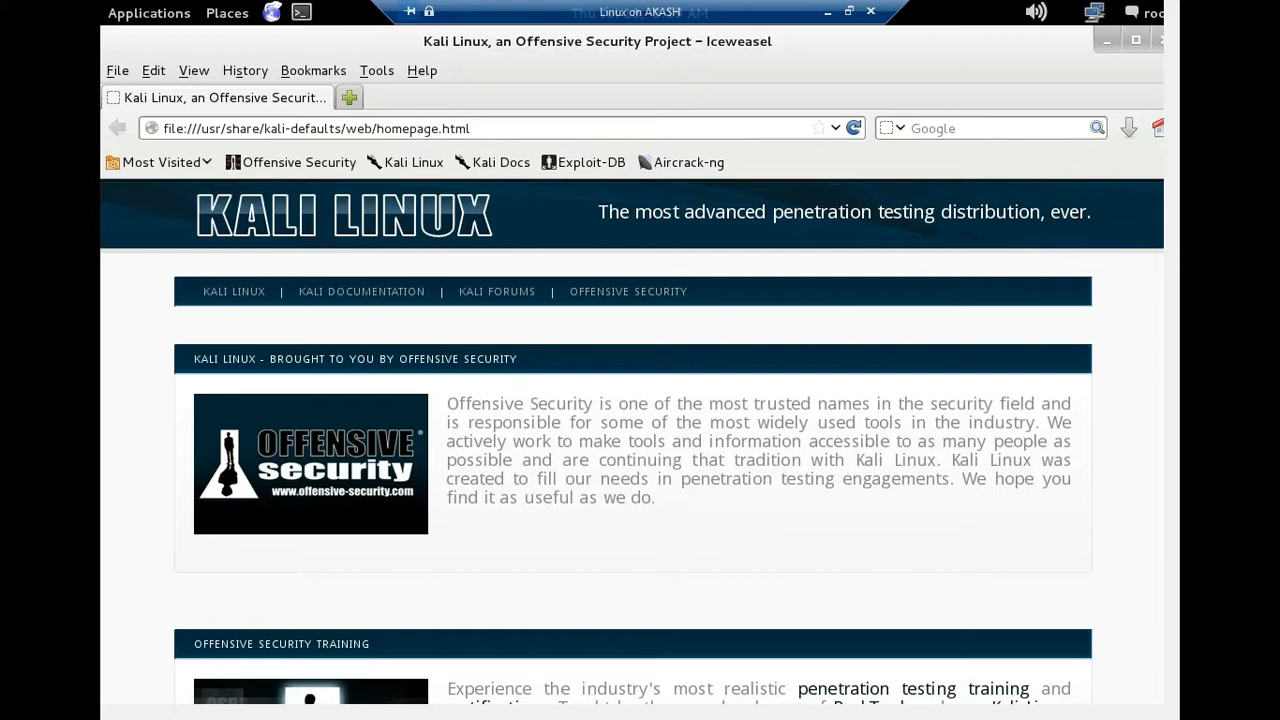 Applications Places Linux on AKASH roo
Kali Linux, an Offensive Security Project – Iceweasel
File Edit View History Bookmarks Tools Help
Kali Linux, an Offensive Securit...
file:///usr/share/kali-defaults/web/homepage.html Google
Most Visited Offensive Security Kali Linux Kali Docs Exploit-DB Aircrack-ng
KALI LINUX The most advanced penetration testing distribution, ever.
KALI LINUX | KALI DOCUMENTATION | KALI FORUMS | OFFENSIVE SECURITY
KALI LINUX - BROUGHT TO YOU BY OFFENSIVE SECURITY
OFFENSIVE®
security
www.offensive-security.com
Offensive Security is one of the most trusted names in the security field and
is responsible for some of the most widely used tools in the industry. We
actively work to make tools and information accessible to as many people as
possible and are continuing that tradition with Kali Linux. Kali Linux was
created to fill our needs in penetration testing engagements. We hope you
find it as useful as we do.
OFFENSIVE SECURITY TRAINING
Experience the industry's most realistic penetration testing training and